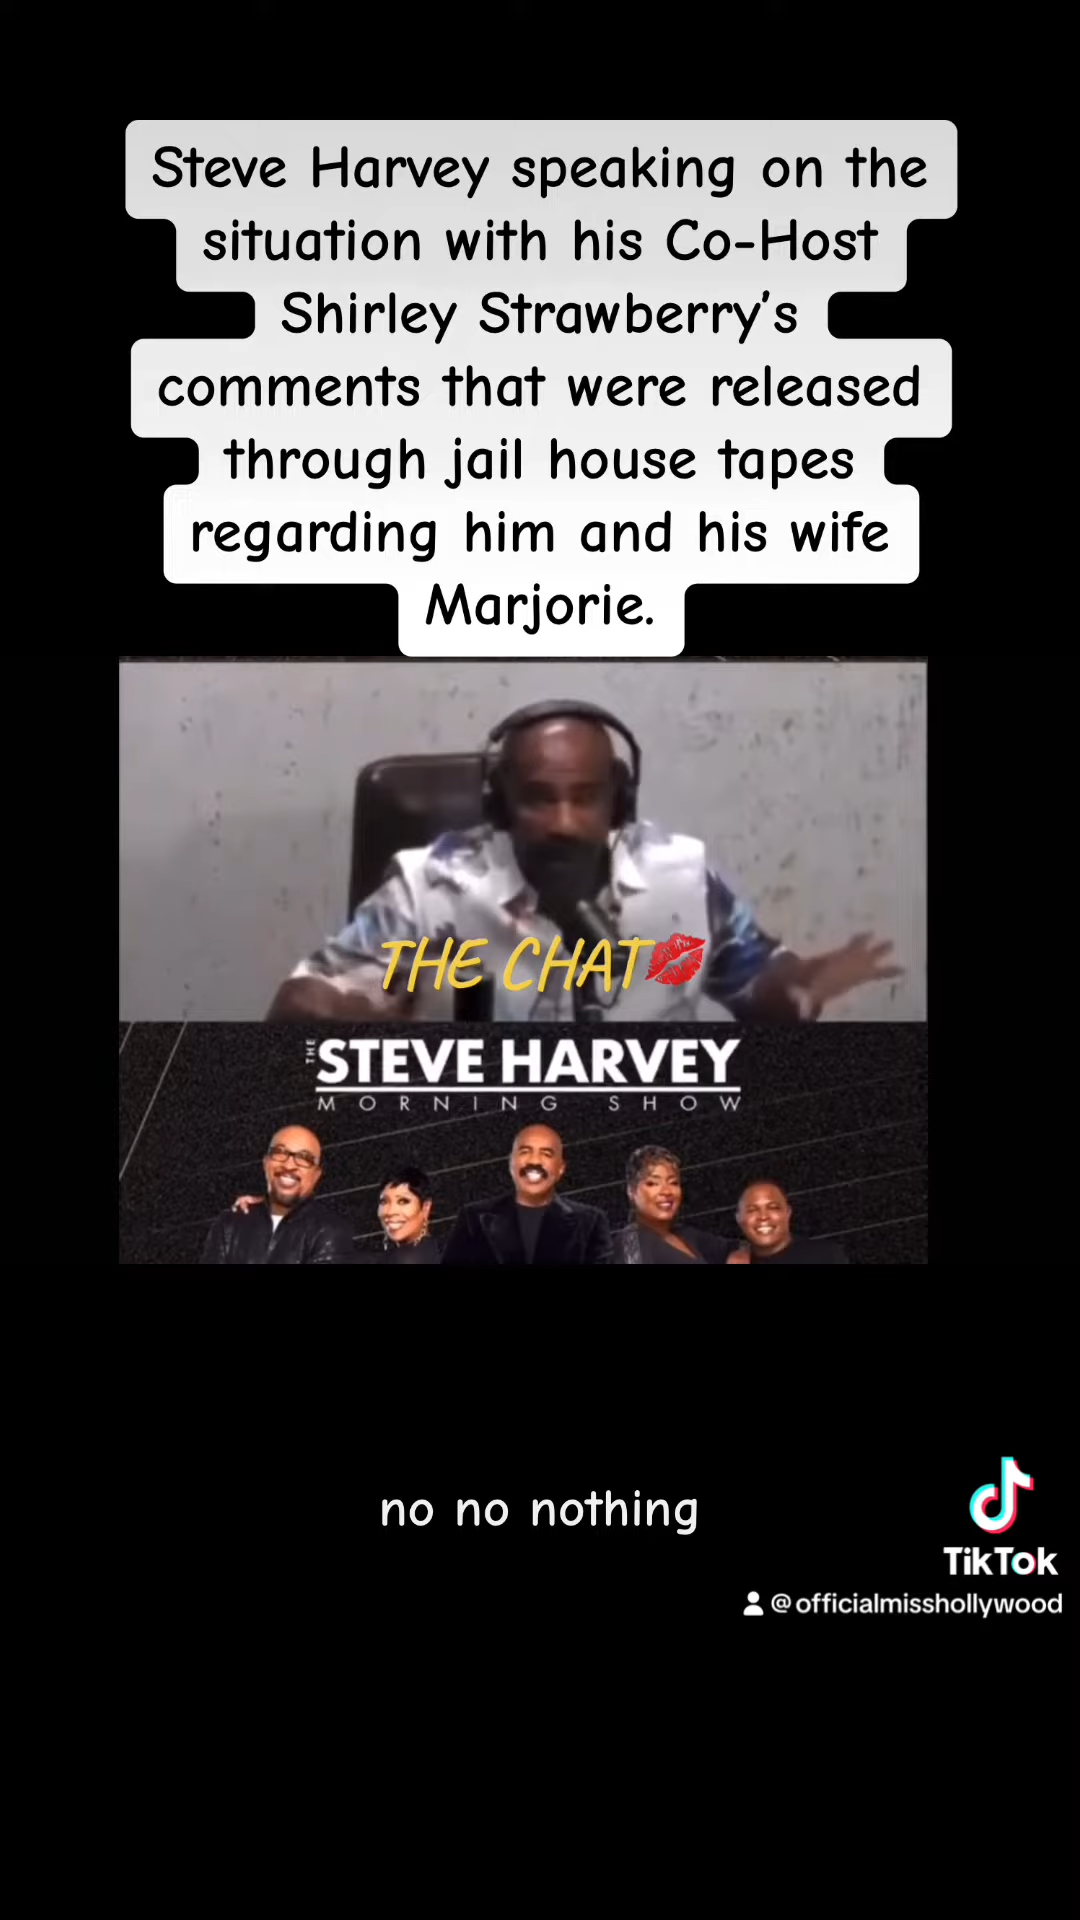 Steve Harvey speaking on the
situation with his Co-Host
Shirley Strawberry’s
comments that were released
through jail house tapes
regarding him and his wife
Marjorie.
THE CHAT💋
THE STEVE HARVEY
MORNING SHOW
no no nothing
TikTok
@officialmisshollywood